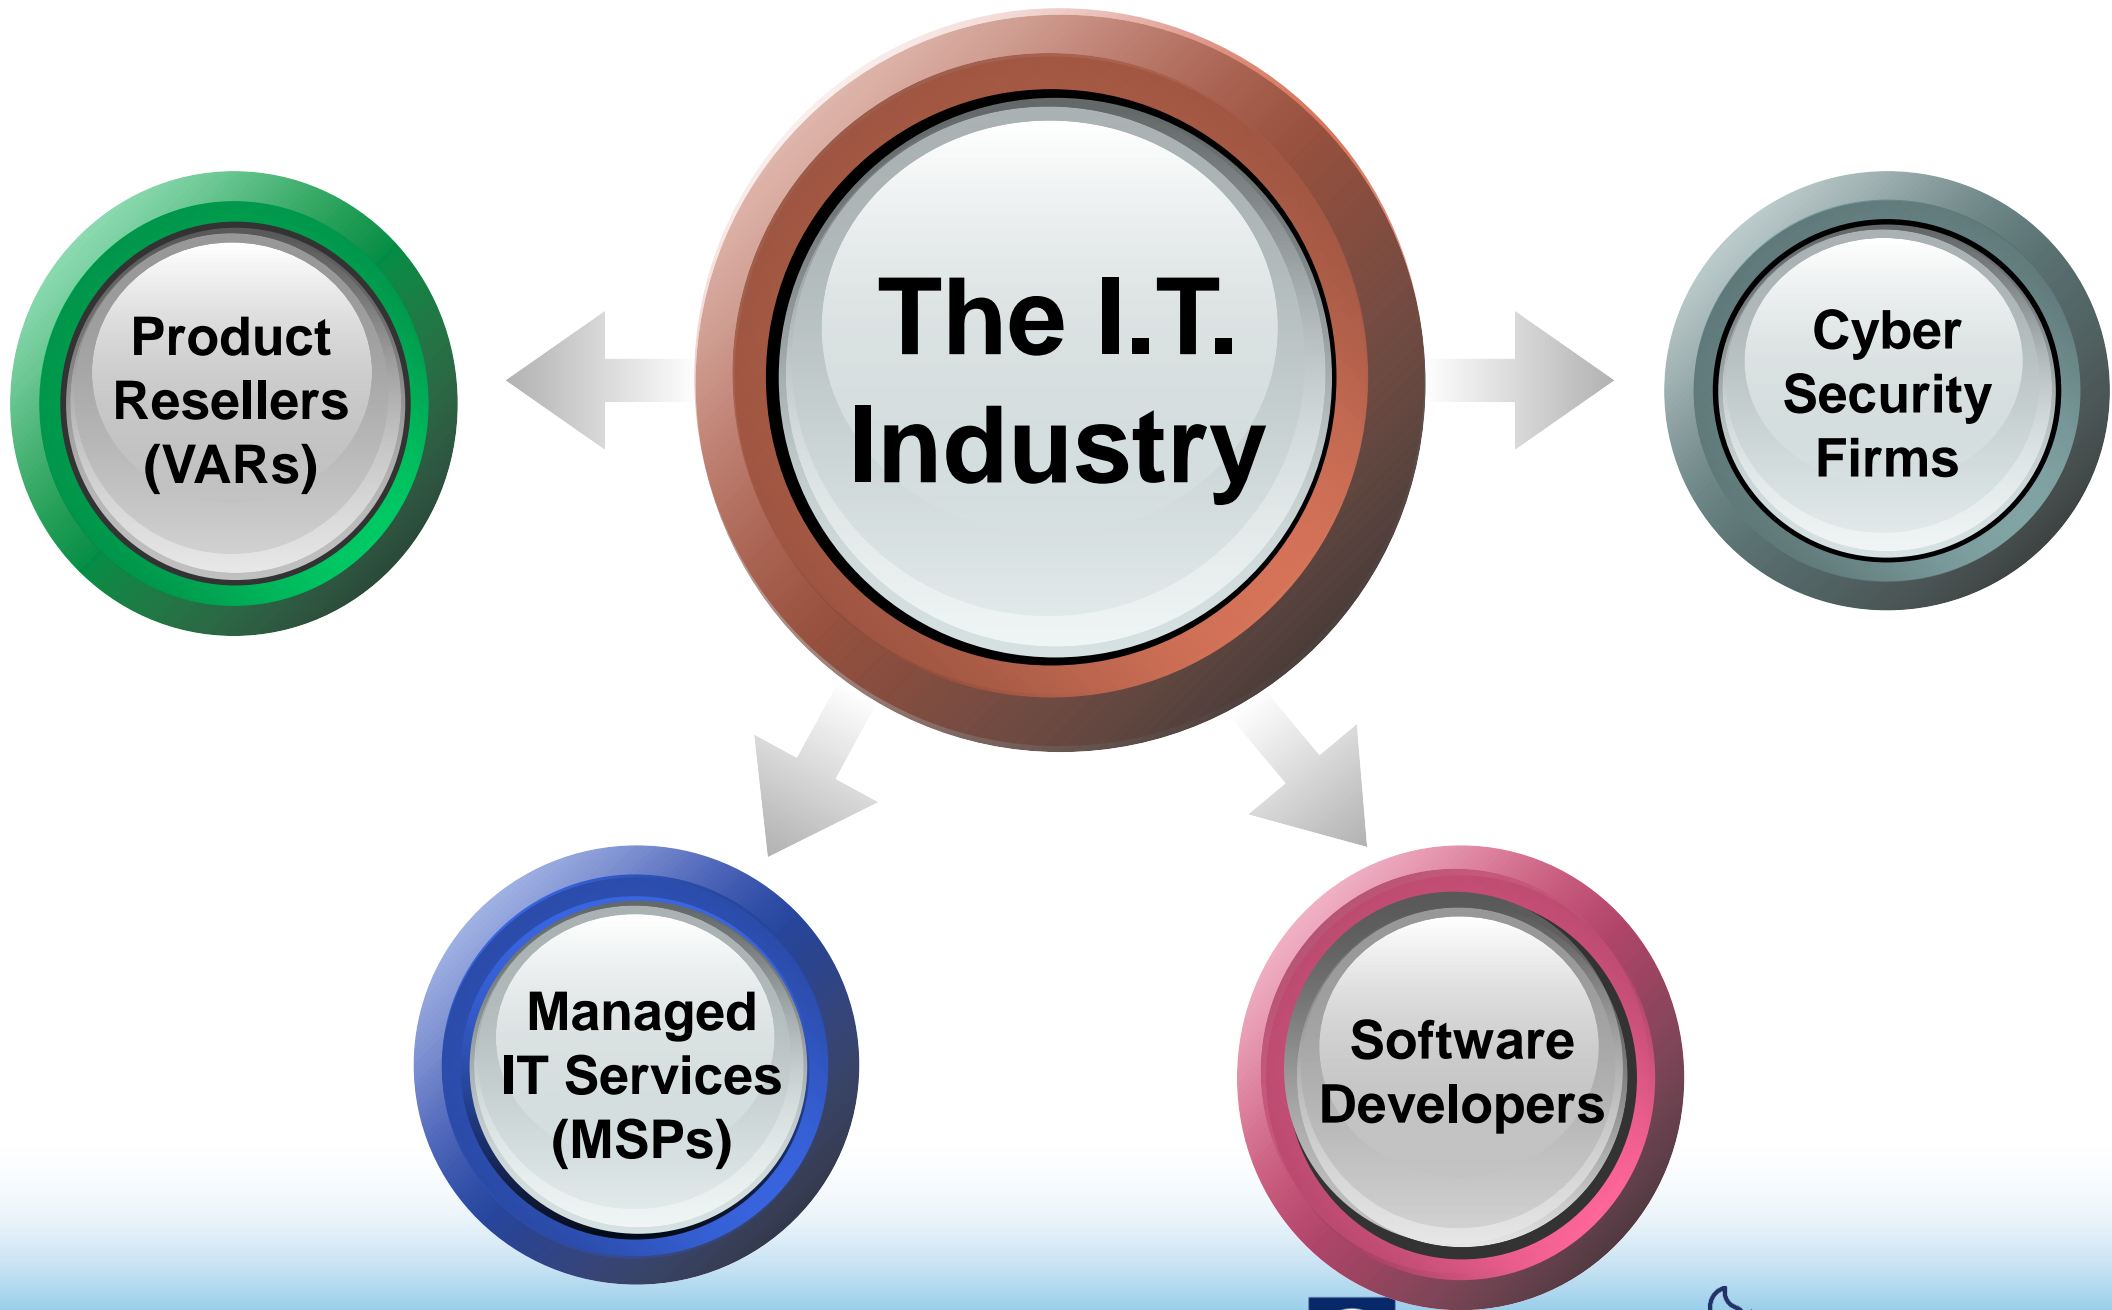 The I.T.
Industry
Product
Resellers
(VARs)
Cyber
Security
Firms
Managed
IT Services
(MSPs)
Software
Developers